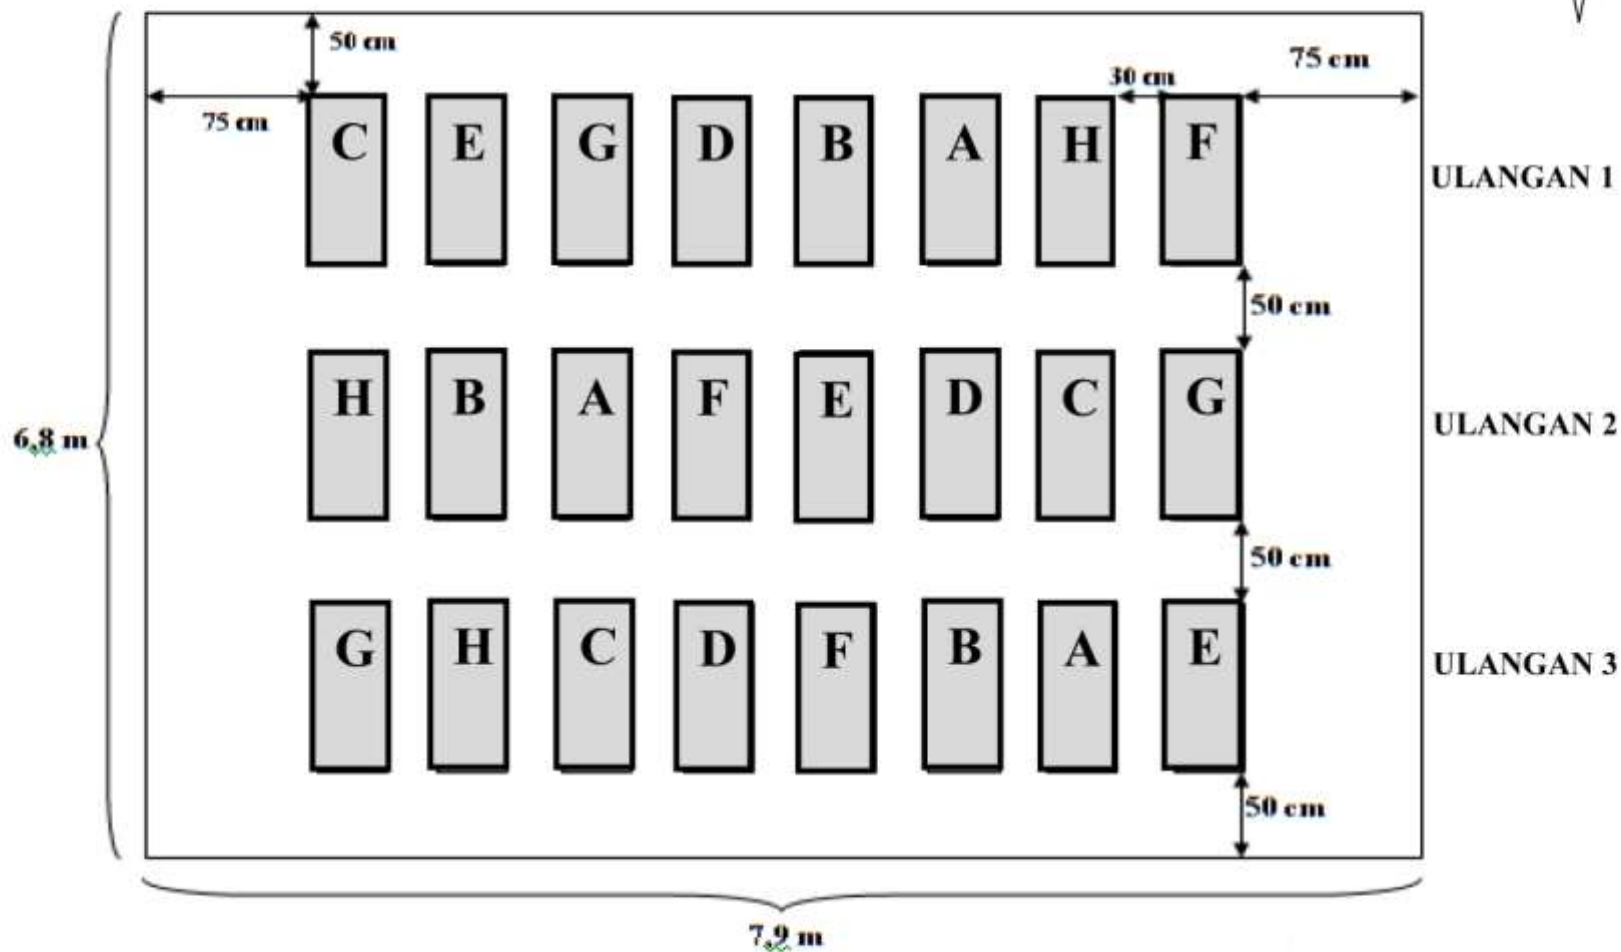 50 cm
75 cm
30 cm
75 cm
C E G D B A H F
ULANGAN 1
50 cm
H B A F E D C G
ULANGAN 2
6,8 m
50 cm
G H C D F B A E
ULANGAN 3
50 cm
7,9 m